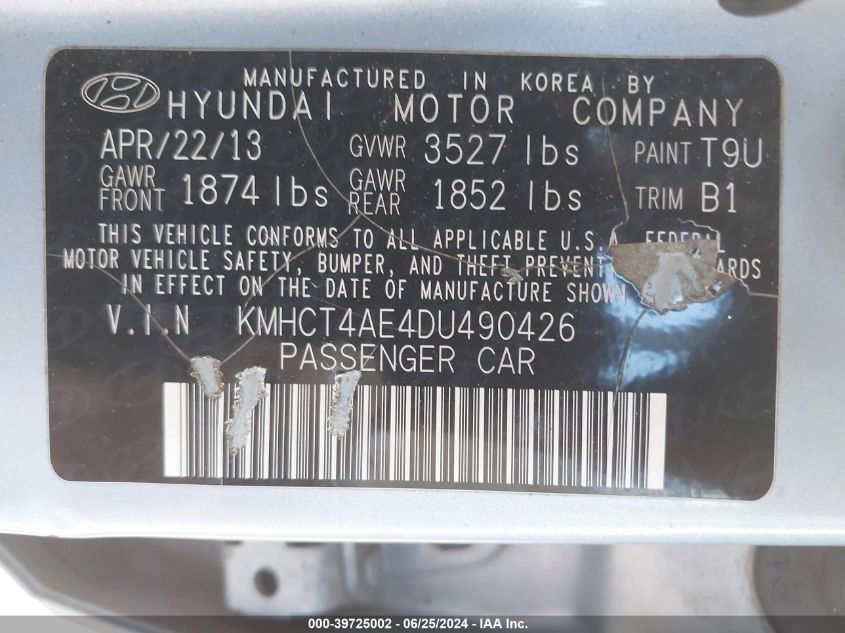 MANUFACTURED IN KOREA BY
HYUNDAI MOTOR COMPANY
APR/22/13 GVWR 3527 lbs PAINT T9U
GAWR FRONT 1874 lbs GAWR REAR 1852 lbs TRIM B1
THIS VEHICLE CONFORMS TO ALL APPLICABLE U.S.A. FEDERAL
MOTOR VEHICLE SAFETY, BUMPER, AND THEFT PREVENT ARDS
IN EFFECT ON THE DATE OF MANUFACTURE SHOWN
V.I.N KMHCT4AE4DU490426
PASSENGER CAR
000-39725002 - 06/25/2024 - IAA Inc.